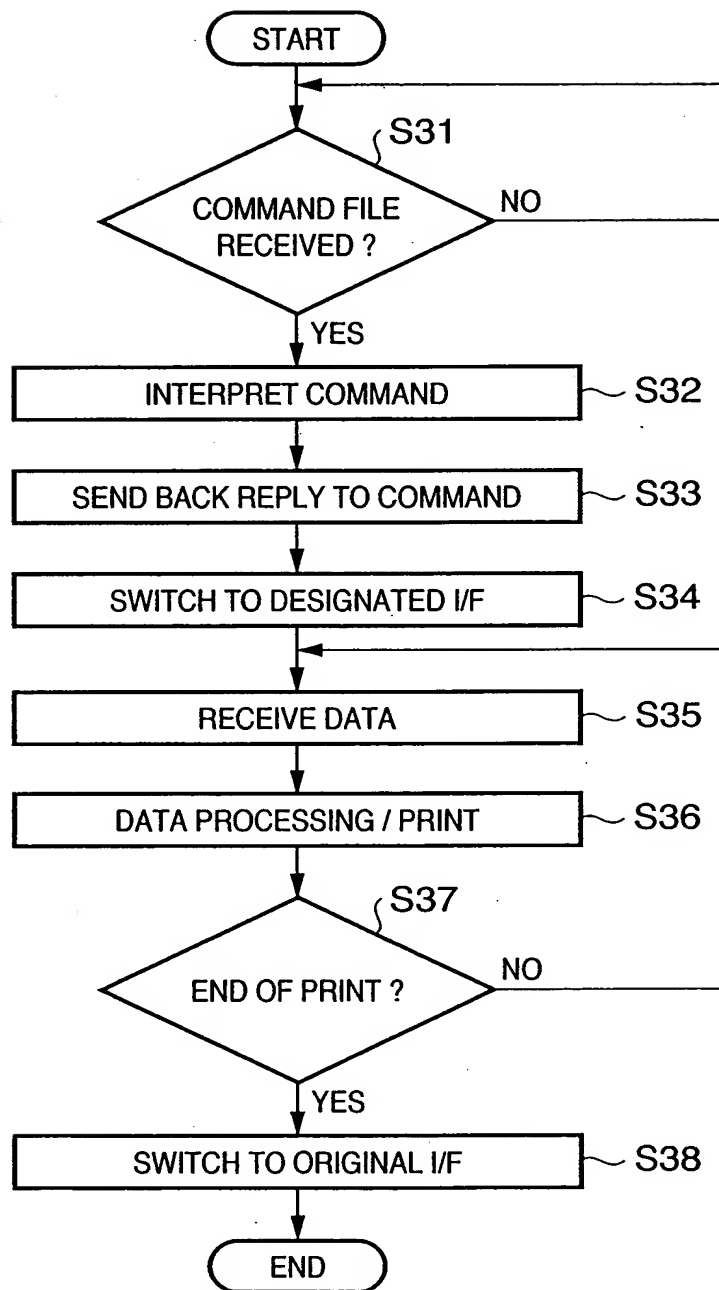 START
S31
COMMAND FILE
RECEIVED ?
NO
YES
INTERPRET COMMAND
S32
SEND BACK REPLY TO COMMAND
S33
SWITCH TO DESIGNATED I/F
S34
RECEIVE DATA
S35
DATA PROCESSING / PRINT
S36
S37
END OF PRINT ?
NO
YES
SWITCH TO ORIGINAL I/F
S38
END